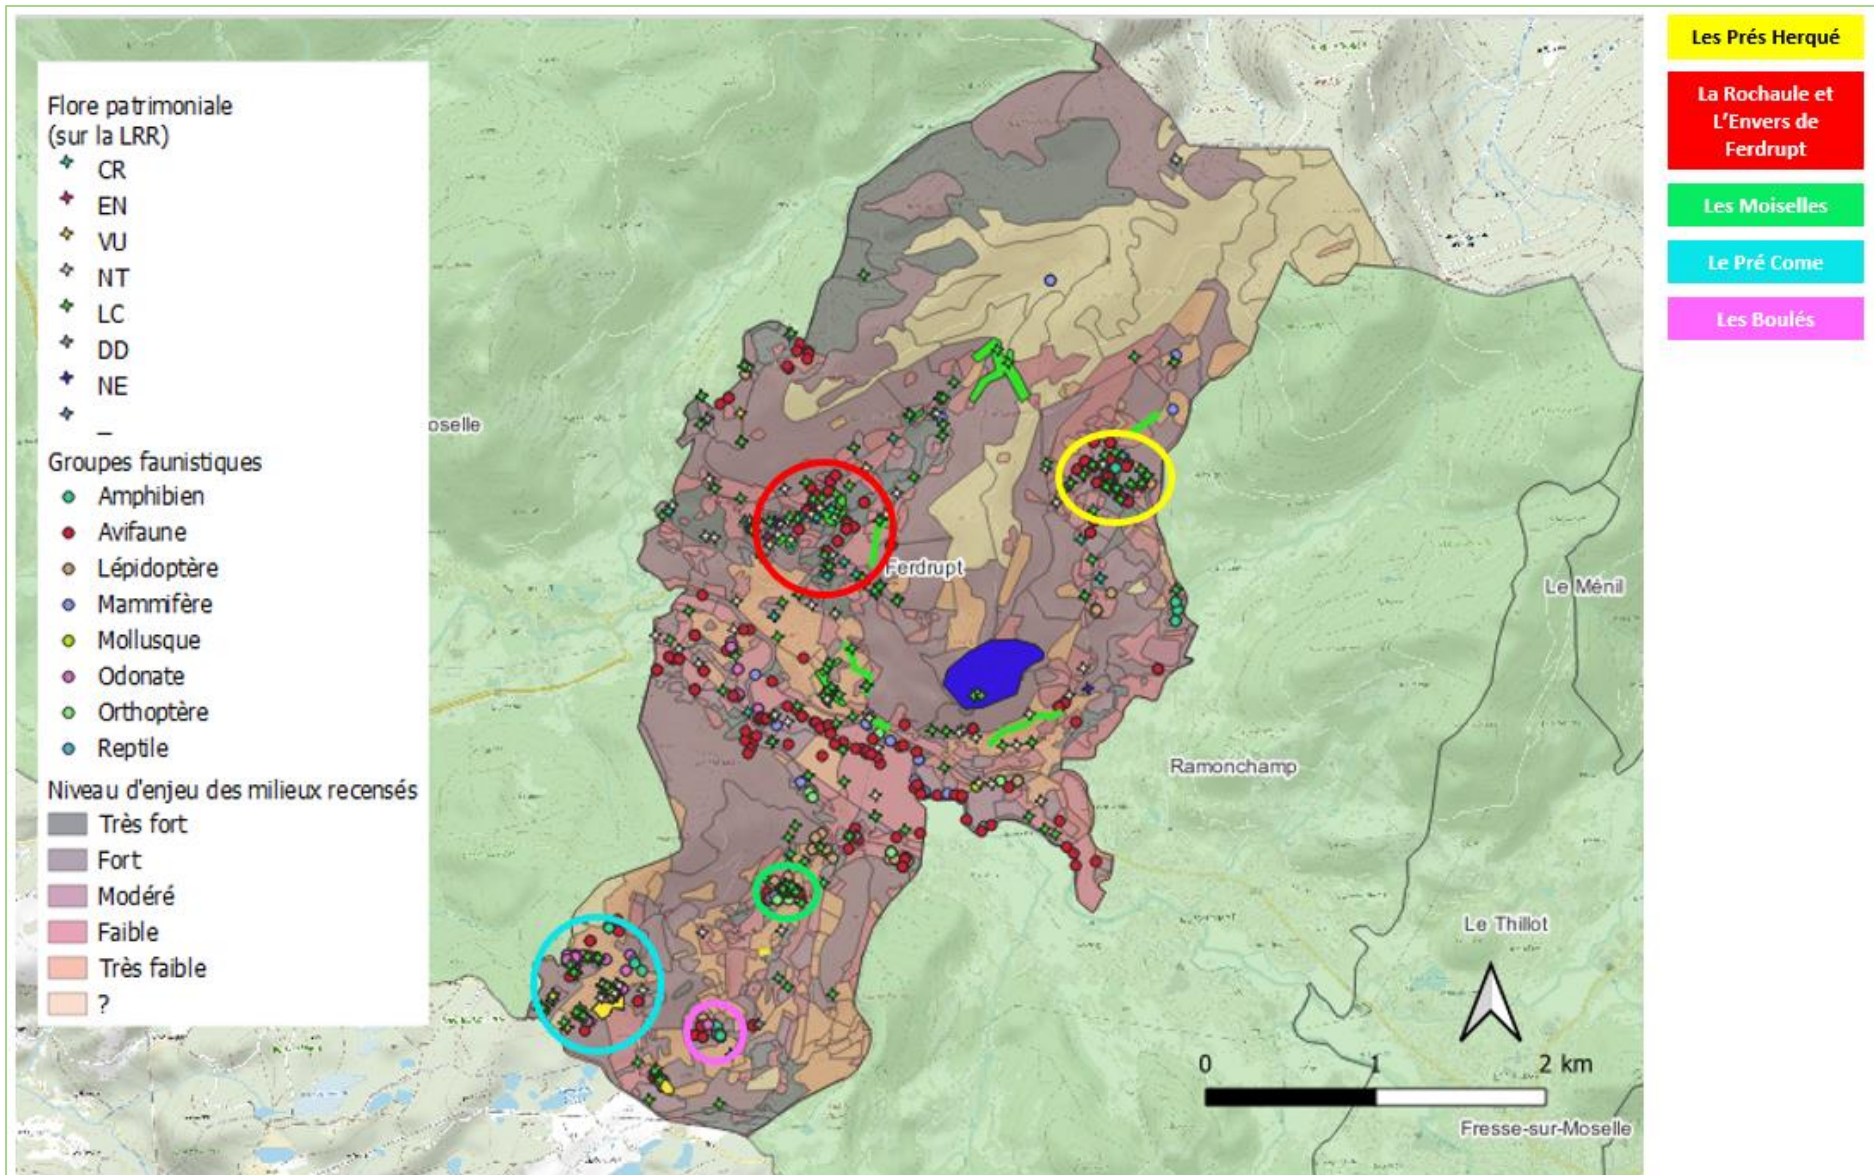 Flore patrimoniale
(sur la LRR)
CR
EN
VU
NT
LC
DD
NE
_
Groupes faunistiques
Amphibien
Avifaune
Lépidoptère
Mammifère
Mollusque
Odonate
Orthoptère
Reptile
Niveau d'enjeu des milieux recensés
Très fort
Fort
Modéré
Faible
Très faible
?
oselle
Ferdrupt
Le Ménil
Ramonchamp
Le Thillot
0 1 2 km
Fresse-sur-Moselle
Les Prés Herqué
La Rochaule et
L'Envers de
Ferdrupt
Les Moiselles
Le Pré Come
Les Boulés